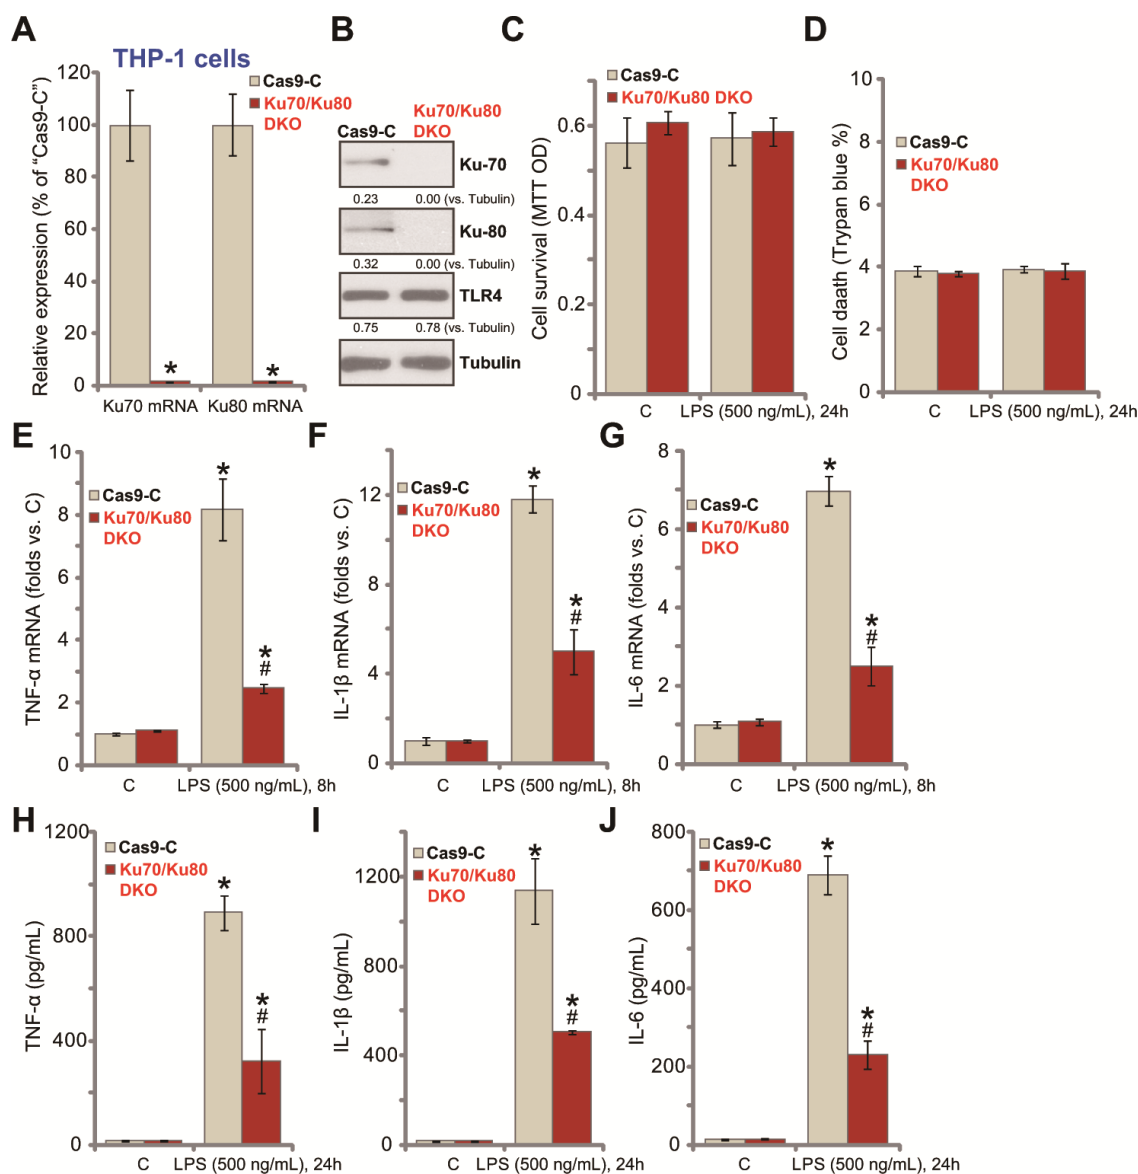 A
THP-1 cells
Relative expression (% of “Cas9-C”)
120
100
80
60
40
20
0
Cas9-C
Ku70/Ku80
DKO
*
*
Ku70 mRNA
Ku80 mRNA
B
Cas9-C
Ku70/Ku80
DKO
Ku-70
0.23 0.00 (vs. Tubulin)
Ku-80
0.32 0.00 (vs. Tubulin)
TLR4
0.75 0.78 (vs. Tubulin)
Tubulin
C
Cell survival (MTT OD)
0.6
0.4
0.2
0
Cas9-C
Ku70/Ku80 DKO
C
LPS (500 ng/mL), 24h
D
Cell daath (Trypan blue %)
10
8
6
4
2
0
Cas9-C
Ku70/Ku80
DKO
C
LPS (500 ng/mL), 24h
E
TNF-α mRNA (folds vs. C)
10
8
6
4
2
0
Cas9-C
Ku70/Ku80
DKO
*
*
#
C
LPS (500 ng/mL), 8h
F
IL-1β mRNA (folds vs. C)
12
8
4
0
Cas9-C
Ku70/Ku80
DKO
*
*
#
C
LPS (500 ng/mL), 8h
G
IL-6 mRNA (folds vs. C)
8
6
4
2
0
Cas9-C
Ku70/Ku80
DKO
*
*
#
C
LPS (500 ng/mL), 8h
H
TNF-α (pg/mL)
1200
800
400
0
Cas9-C
Ku70/Ku80
DKO
*
*
#
C
LPS (500 ng/mL), 24h
I
IL-1β (pg/mL)
1200
800
400
0
Cas9-C
Ku70/Ku80
DKO
*
*
#
C
LPS (500 ng/mL), 24h
J
IL-6 (pg/mL)
800
600
400
200
0
Cas9-C
Ku70/Ku80
DKO
*
*
#
C
LPS (500 ng/mL), 24h